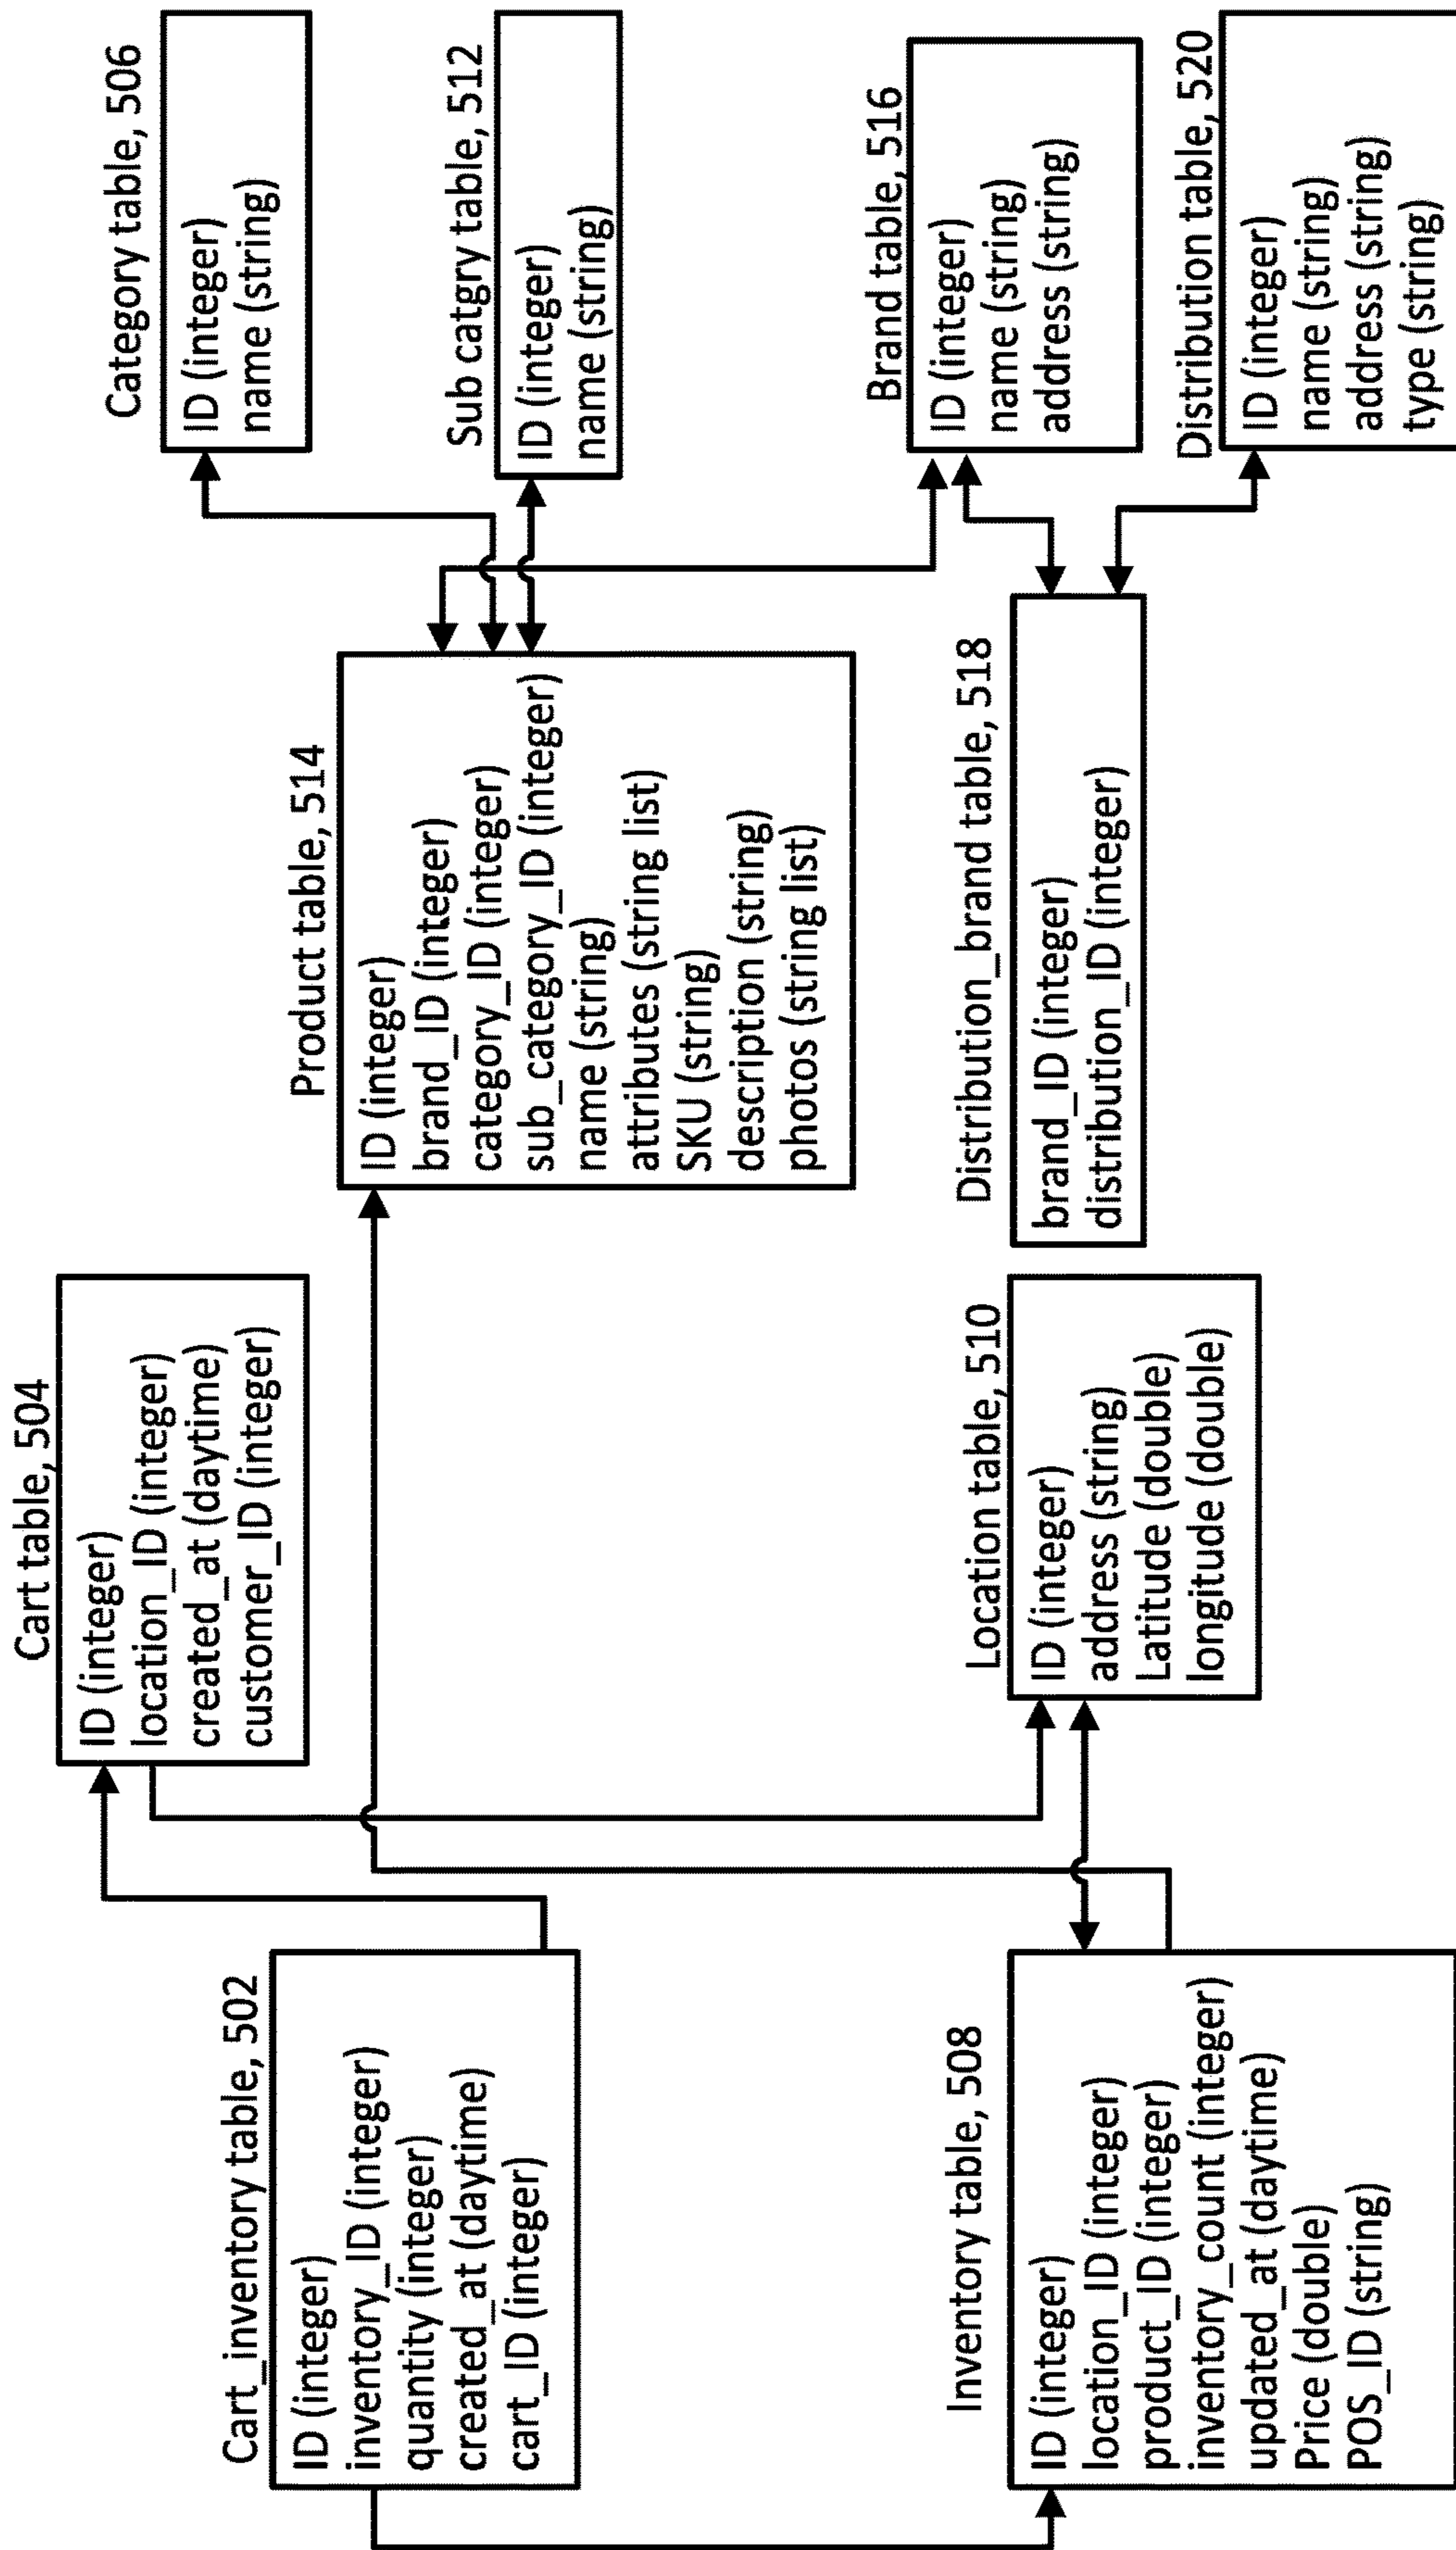 Cart_inventory table, 502
ID (integer)
inventory_ID (integer)
quantity (integer)
created_at (daytime)
cart_ID (integer)
Cart table, 504
ID (integer)
location_ID (integer)
created_at (daytime)
customer_ID (integer)
Category table, 506
ID (integer)
name (string)
Inventory table, 508
ID (integer)
location_ID (integer)
product_ID (integer)
inventory_count (integer)
updated_at (daytime)
Price (double)
POS_ID (string)
Location table, 510
ID (integer)
address (string)
Latitude (double)
longitude (double)
Sub catgry table, 512
ID (integer)
name (string)
Product table, 514
ID (integer)
brand_ID (integer)
category_ID (integer)
sub_category_ID (integer)
name (string)
attributes (string list)
SKU (string)
description (string)
photos (string list)
Brand table, 516
ID (integer)
name (string)
address (string)
Distribution_brand table, 518
brand_ID (integer)
distribution_ID (integer)
Distribution table, 520
ID (integer)
name (string)
address (string)
type (string)